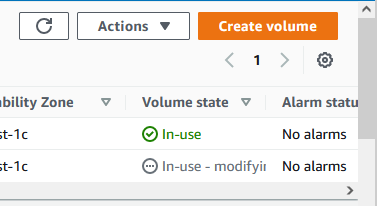 Actions Create volume
1
bility Zone Volume state Alarm statu
st-1c In-use No alarms
st-1c In-use - modifyin No alarms